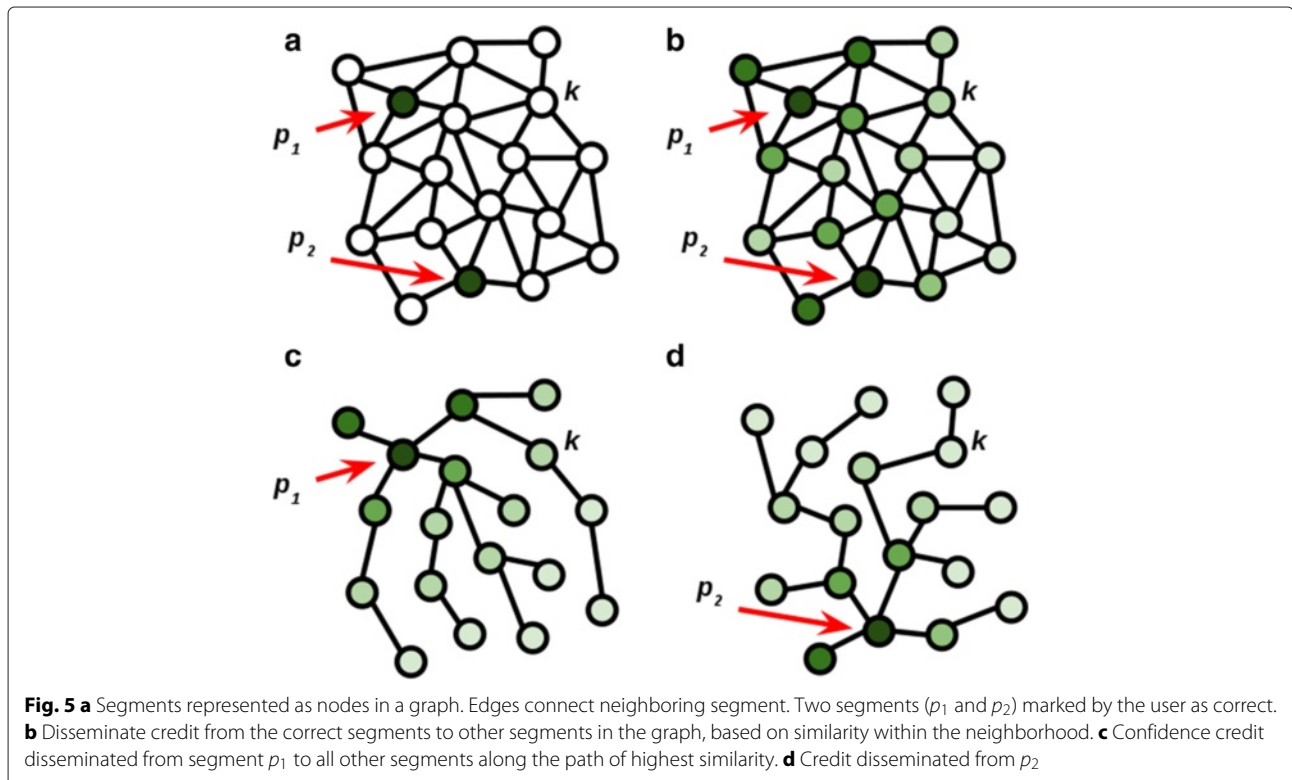 a
b
k
k
p1
p1
p2
p2
c
d
k
k
p1
p2
Fig. 5 a Segments represented as nodes in a graph. Edges connect neighboring segment. Two segments (p1 and p2) marked by the user as correct.
b Disseminate credit from the correct segments to other segments in the graph, based on similarity within the neighborhood. c Confidence credit
disseminated from segment p1 to all other segments along the path of highest similarity. d Credit disseminated from p2